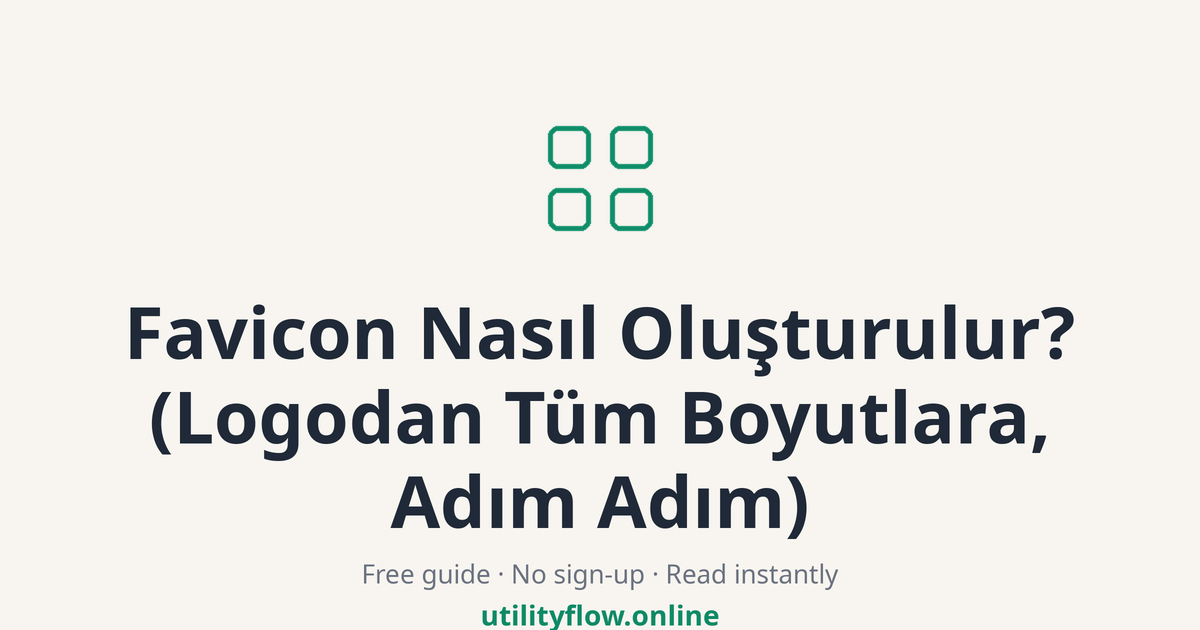 Favicon Nasıl Oluşturulur?
(Logodan Tüm Boyutlara,
Adım Adım)
Free guide · No sign-up · Read instantly
utilityflow.online